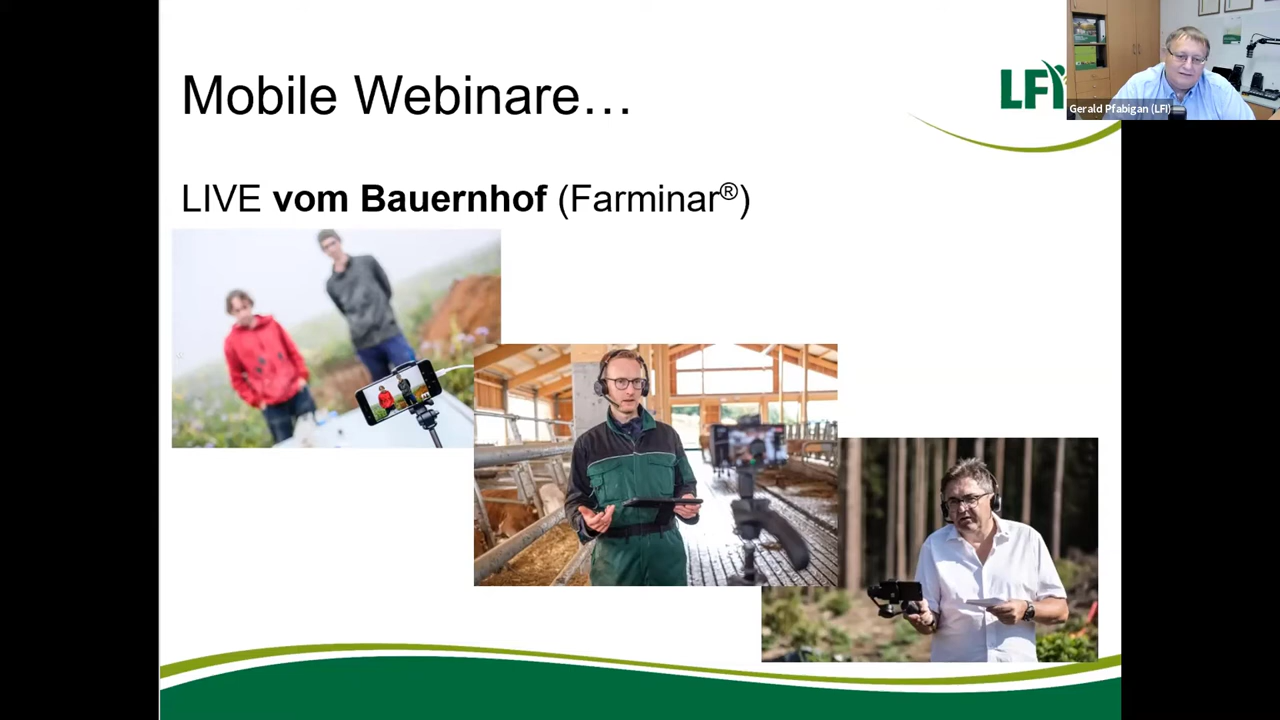 Mobile Webinare…
LFI
Gerald Pfabigan (LFI)
LIVE vom Bauernhof (Farminar®)